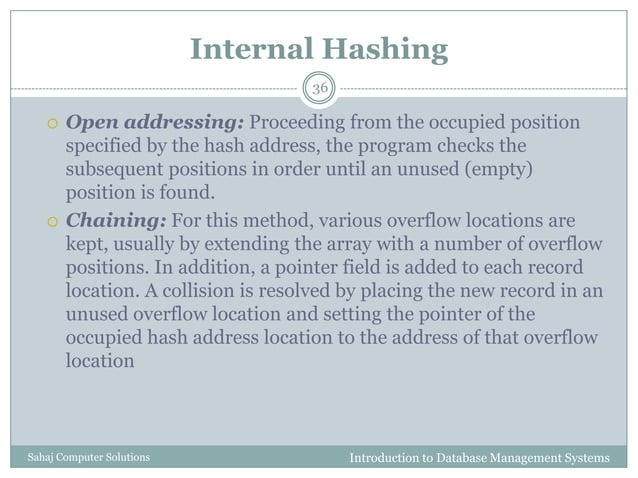 Internal Hashing
36
Open addressing: Proceeding from the occupied position
specified by the hash address, the program checks the
subsequent positions in order until an unused (empty)
position is found.
Chaining: For this method, various overflow locations are
kept, usually by extending the array with a number of overflow
positions. In addition, a pointer field is added to each record
location. A collision is resolved by placing the new record in an
unused overflow location and setting the pointer of the
occupied hash address location to the address of that overflow
location
Sahaj Computer Solutions
Introduction to Database Management Systems